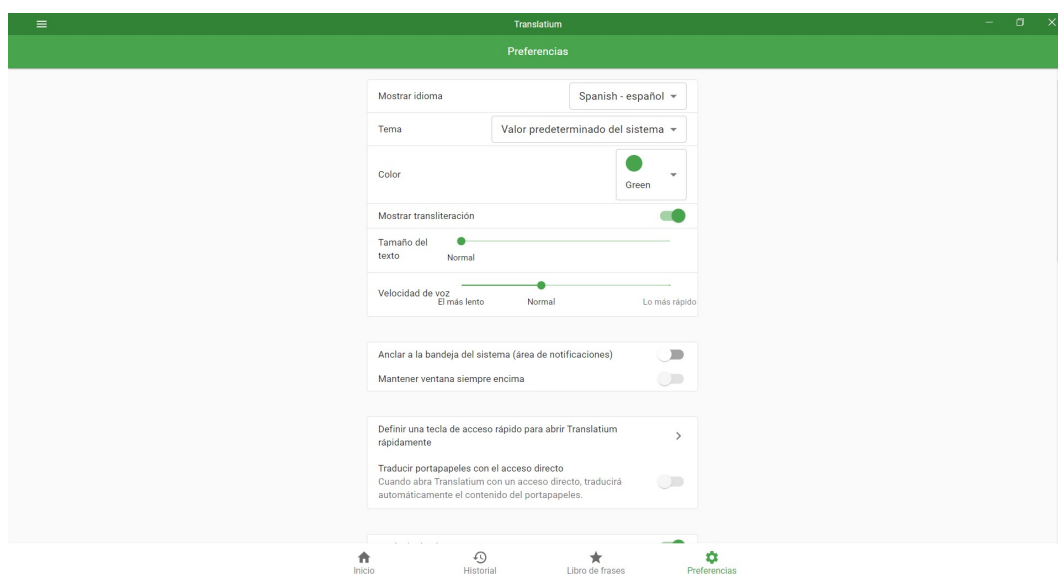 Translatium
Preferencias
Mostrar idioma
Spanish - español
Tema
Valor predeterminado del sistema
Color
Green
Mostrar transliteración
Tamaño del
texto
Normal
Velocidad de voz
El más lento
Normal
Lo más rápido
Anclar a la bandeja del sistema (área de notificaciones)
Mantener ventana siempre encima
Definir una tecla de acceso rápido para abrir Translatium
rápidamente
Traducir portapapeles con el acceso directo
Cuando abra Translatium con un acceso directo, traducirá
automáticamente el contenido del portapapeles.
Inicio
Historial
Libro de frases
Preferencias